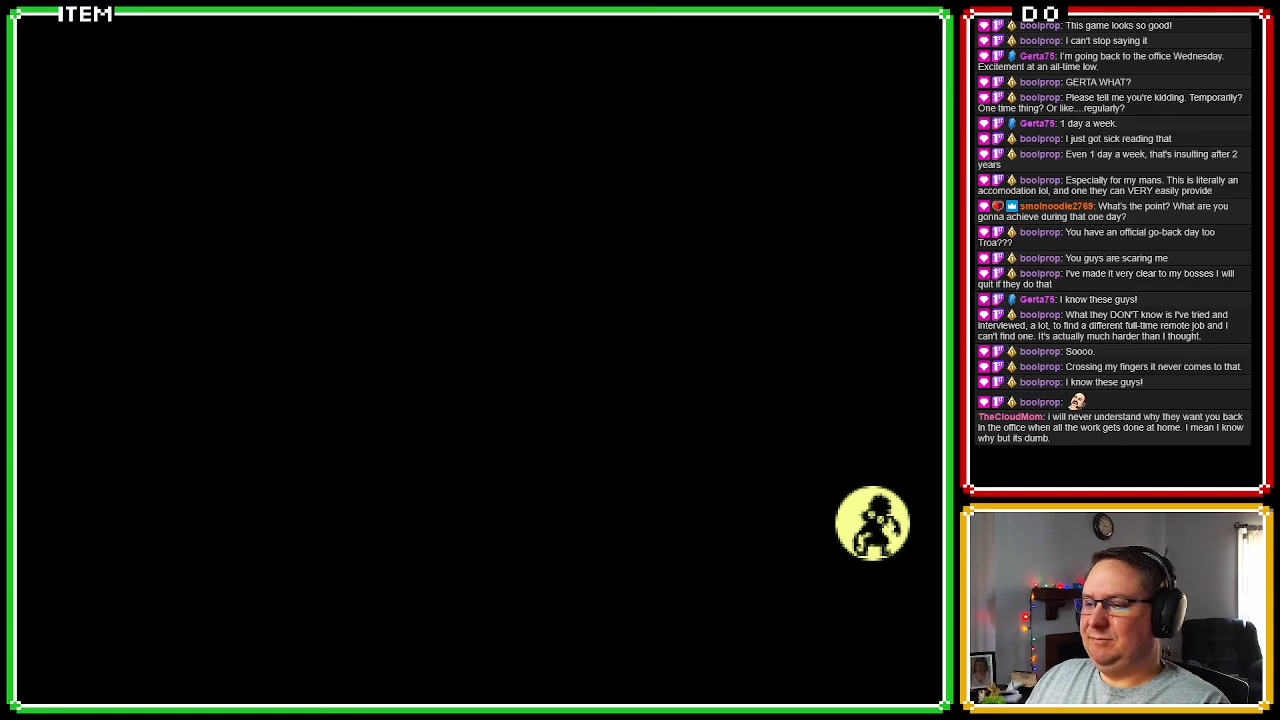 ITEM
DO
boolprop: This game looks so good!
boolprop: I can't stop saying it
Gerta75: I'm going back to the office Wednesday.
Excitement at an all-time low.
boolprop: GERTA WHAT?
boolprop: Please tell me you're kidding. Temporarily?
One time thing? Or like....regularly?
Gerta75: 1 day a week.
boolprop: I just got sick reading that
boolprop: Even 1 day a week, that's insulting after 2
years
boolprop: Especially for my mans. This is literally an
accomodation lol, and one they can VERY easily provide
smolnoodle2769: What's the point? What are you
gonna achieve during that one day?
boolprop: You have an official go-back day too
Troa???
boolprop: You guys are scaring me
boolprop: I've made it very clear to my bosses I will
quit if they do that
Gerta75: I know these guys!
boolprop: What they DON'T know is I've tried and
interviewed, a lot, to find a different full-time remote job and I
can't find one. It's actually much harder than I thought.
boolprop: Soooo.
boolprop: Crossing my fingers it never comes to that.
boolprop: I know these guys!
boolprop:
TheCloudMom: i will never understand why they want you back
in the office when all the work gets done at home. I mean I know
why but its dumb.